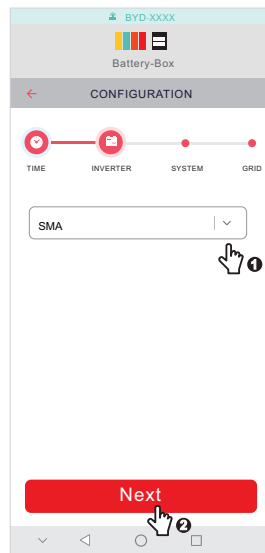 BYD-XXXX
Battery-Box
CONFIGURATION
TIME INVERTER SYSTEM GRID
SMA
1
Next
2